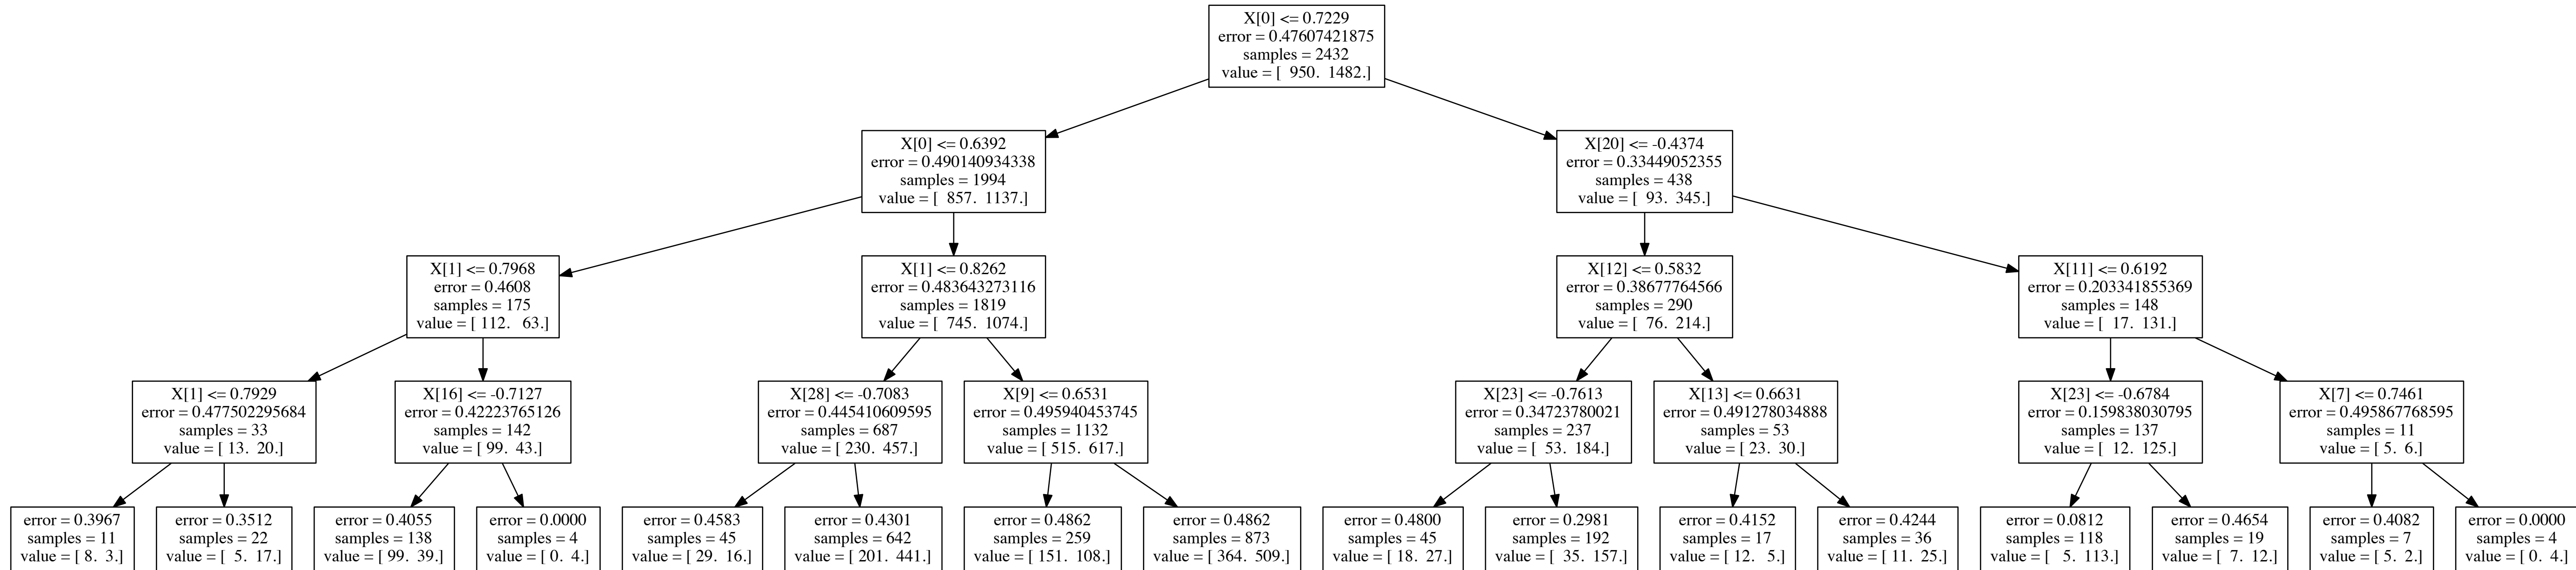 X[0] <= 0.7229
error = 0.47607421875
samples = 2432
value = [  950.  1482.]
X[0] <= 0.6392
error = 0.490140934338
samples = 1994
value = [  857.  1137.]
X[20] <= -0.4374
error = 0.33449052355
samples = 438
value = [  93.  345.]
X[1] <= 0.7968
error = 0.4608
samples = 175
value = [ 112.   63.]
X[1] <= 0.8262
error = 0.483643273116
samples = 1819
value = [  745.  1074.]
X[12] <= 0.5832
error = 0.38677764566
samples = 290
value = [  76.  214.]
X[11] <= 0.6192
error = 0.203341855369
samples = 148
value = [  17.  131.]
X[1] <= 0.7929
error = 0.477502295684
samples = 33
value = [ 13.  20.]
X[16] <= -0.7127
error = 0.42223765126
samples = 142
value = [ 99.  43.]
X[28] <= -0.7083
error = 0.445410609595
samples = 687
value = [ 230.  457.]
X[9] <= 0.6531
error = 0.495940453745
samples = 1132
value = [ 515.  617.]
X[23] <= -0.7613
error = 0.34723780021
samples = 237
value = [  53.  184.]
X[13] <= 0.6631
error = 0.491278034888
samples = 53
value = [ 23.  30.]
X[23] <= -0.6784
error = 0.159838030795
samples = 137
value = [  12.  125.]
X[7] <= 0.7461
error = 0.495867768595
samples = 11
value = [ 5.  6.]
error = 0.3967
samples = 11
value = [ 8.  3.]
error = 0.3512
samples = 22
value = [  5.  17.]
error = 0.4055
samples = 138
value = [ 99.  39.]
error = 0.0000
samples = 4
value = [ 0.  4.]
error = 0.4583
samples = 45
value = [ 29.  16.]
error = 0.4301
samples = 642
value = [ 201.  441.]
error = 0.4862
samples = 259
value = [ 151.  108.]
error = 0.4862
samples = 873
value = [ 364.  509.]
error = 0.4800
samples = 45
value = [ 18.  27.]
error = 0.2981
samples = 192
value = [  35.  157.]
error = 0.4152
samples = 17
value = [ 12.   5.]
error = 0.4244
samples = 36
value = [ 11.  25.]
error = 0.0812
samples = 118
value = [   5.  113.]
error = 0.4654
samples = 19
value = [  7.  12.]
error = 0.4082
samples = 7
value = [ 5.  2.]
error = 0.0000
samples = 4
value = [ 0.  4.]